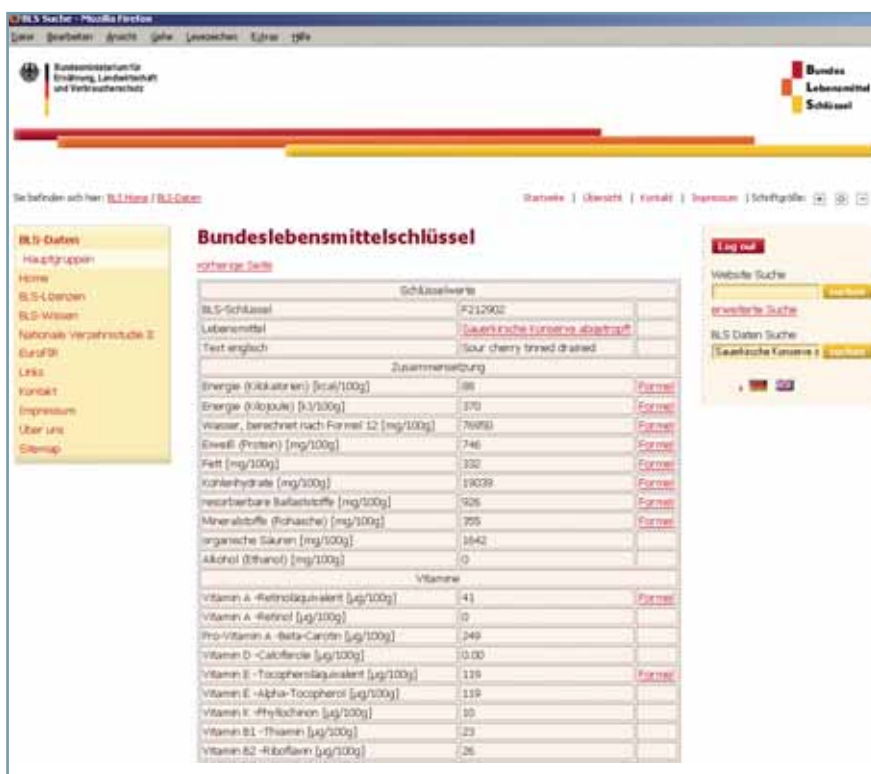 BLS Suche - Mozilla Firefox
Datei Bearbeiten Ansicht Gehe Lesezeichen Extras Hilfe
Bundesministerium für
Ernährung, Landwirtschaft
und Verbraucherschutz
Bundes
Lebensmittel
Schlüssel
Sie befinden sich hier: BLS Home / BLS-Daten
Startseite | Übersicht | Kontakt | Impressum | Schriftgröße:
BLS-Daten
Hauptgruppen
Home
BLS-Lizenzen
BLS-Wissen
Nationale Verzehrsstudie II
EuroFIR
Links
Kontakt
Impressum
Über uns
Sitemap
Bundeslebensmittelschlüssel
vorherige Seite
Schlüsselwerte
BLS-Schlüssel F212902
Lebensmittel Sauerkirsche Konserve abgetropft
Text englisch Sour cherry tinned drained
Zusammensetzung
Energie (Kilokalorien) [kcal/100g] 88 Formel
Energie (Kilojoule) [kJ/100g] 370 Formel
Wasser, berechnet nach Formel 12 [mg/100g] 76950 Formel
Eiweiß (Protein) [mg/100g] 746 Formel
Fett [mg/100g] 332 Formel
Kohlenhydrate [mg/100g] 19039 Formel
resorbierbare Ballaststoffe [mg/100g] 926 Formel
Mineralstoffe (Rohasche) [mg/100g] 355 Formel
organische Säuren [mg/100g] 1642
Alkohol (Ethanol) [mg/100g] 0
Vitamine
Vitamin A -Retinoläquivalent [µg/100g] 41 Formel
Vitamin A -Retinol [µg/100g] 0
Pro-Vitamin A -Beta-Carotin [µg/100g] 249
Vitamin D -Calciferole [µg/100g] 0.00
Vitamin E -Tocopheroläquivalent [µg/100g] 119 Formel
Vitamin E -Alpha-Tocopherol [µg/100g] 119
Vitamin K -Phyllochinon [µg/100g] 10
Vitamin B1 -Thiamin [µg/100g] 23
Vitamin B2 -Riboflavin [µg/100g] 26
Log out
Website Suche
suchen
erweiterte Suche
BLS Daten Suche
Sauerkirsche Konserve suchen